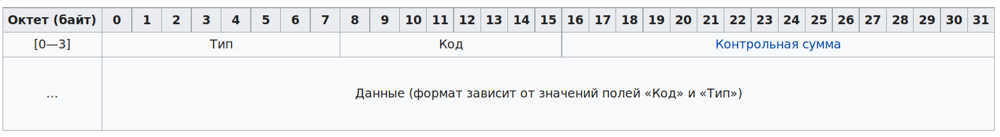 Октет (байт) 0 1 2 3 4 5 6 7 8 9 10 11 12 13 14 15 16 17 18 19 20 21 22 23 24 25 26 27 28 29 30 31
[0—3] Тип Код Контрольная сумма
… Данные (формат зависит от значений полей «Код» и «Тип»)